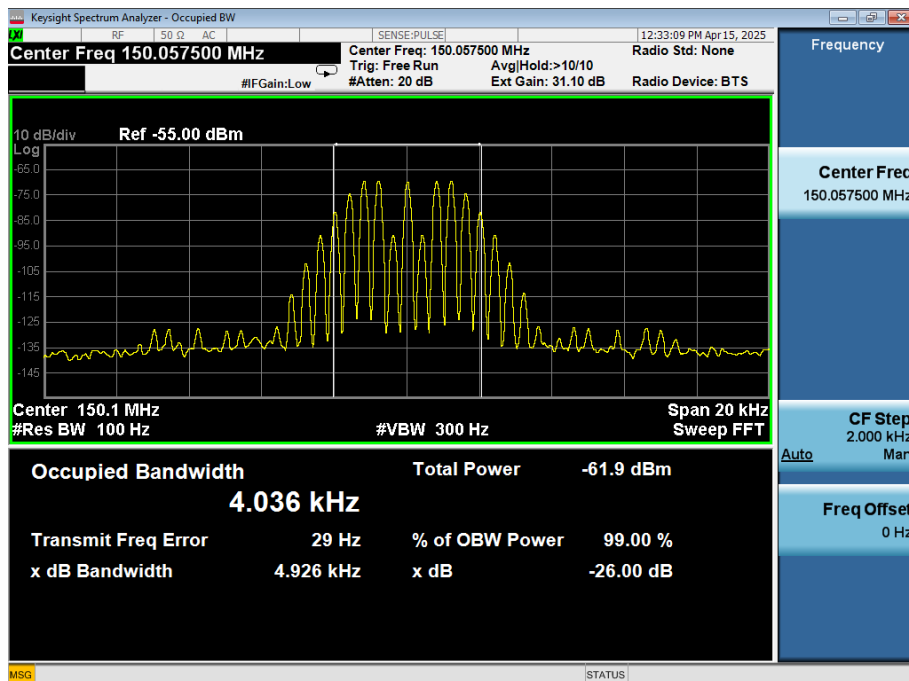 Keysight Spectrum Analyzer - Occupied BW
LXI
RF
50 Ω
AC
SENSE:PULSE
12:33:09 PM Apr 15, 2025
Center Freq 150.057500 MHz
Center Freq: 150.057500 MHz
Radio Std: None
Trig: Free Run
Avg|Hold:>10/10
#IFGain:Low
#Atten: 20 dB
Ext Gain: 31.10 dB
Radio Device: BTS
10 dB/div
Ref -55.00 dBm
Log
-65.0
-75.0
-85.0
-95.0
-105
-115
-125
-135
-145
Center 150.1 MHz
Span 20 kHz
#Res BW 100 Hz
#VBW 300 Hz
Sweep FFT
Occupied Bandwidth
Total Power
-61.9 dBm
4.036 kHz
Transmit Freq Error
29 Hz
% of OBW Power
99.00 %
x dB Bandwidth
4.926 kHz
x dB
-26.00 dB
Frequency
Center Freq
150.057500 MHz
CF Step
2.000 kHz
Auto
Man
Freq Offset
0 Hz
MSG
STATUS